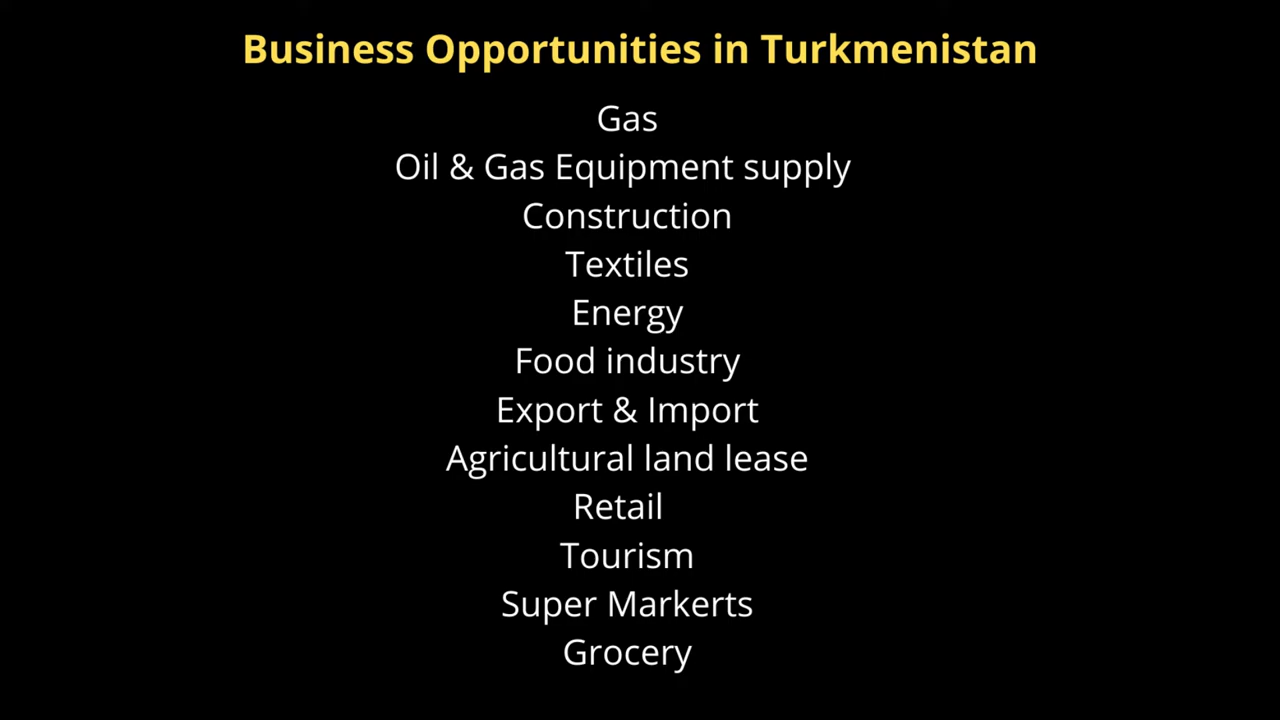 Business Opportunities in Turkmenistan
Gas
Oil & Gas Equipment supply
Construction
Textiles
Energy
Food industry
Export & Import
Agricultural land lease
Retail
Tourism
Super Markerts
Grocery